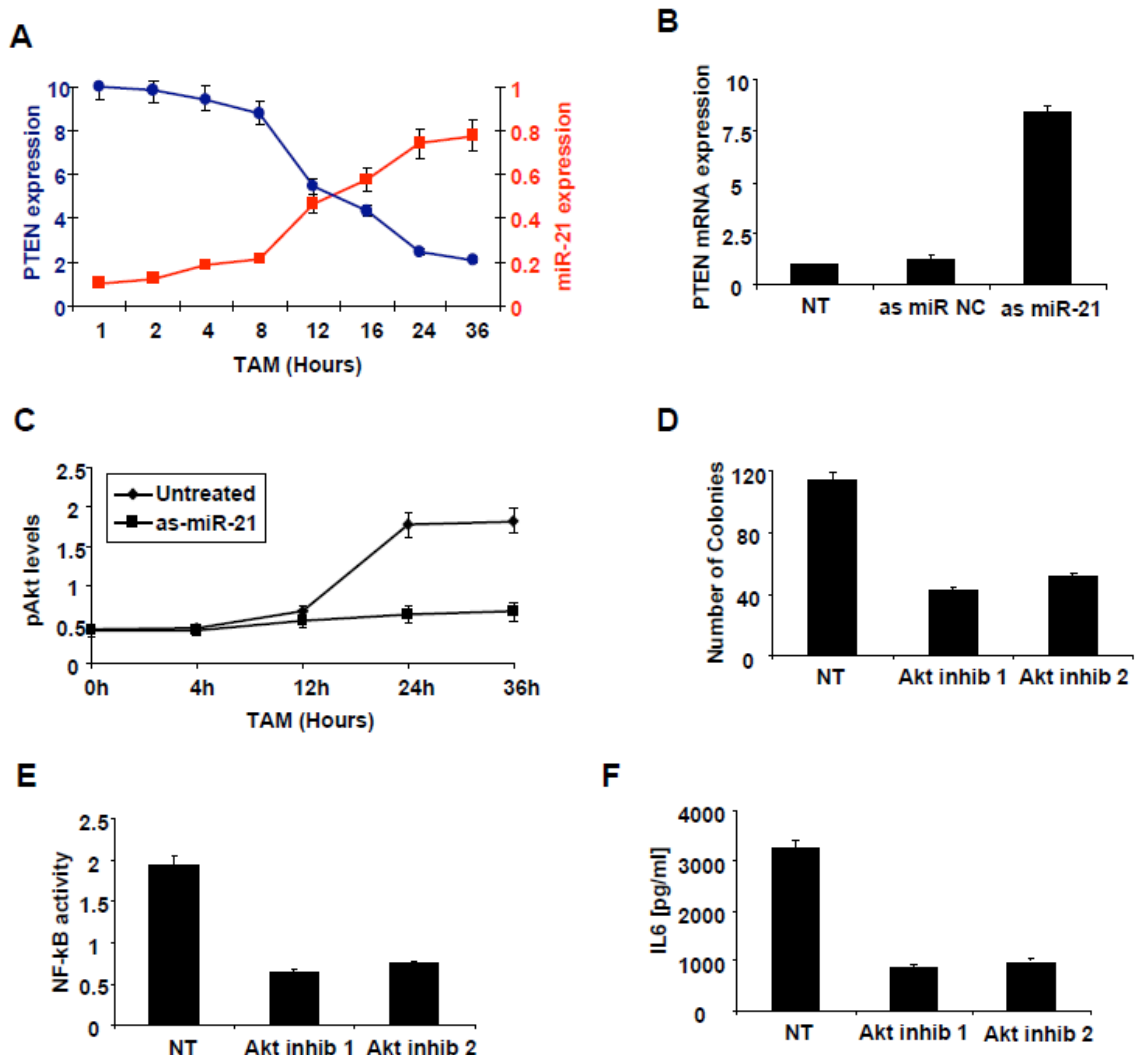 A
PTEN expression
10
8
6
4
2
0
1
0.8
0.6
0.4
0.2
0
miR-21 expression
1 2 4 8 12 16 24 36
TAM (Hours)
B
PTEN mRNA expression
10
7.5
5
2.5
0
NT as miR NC as miR-21
C
pAkt levels
2.5
2
1.5
1
0.5
0
Untreated
as-miR-21
0h 4h 12h 24h 36h
TAM (Hours)
D
Number of Colonies
120
80
40
0
NT Akt inhib 1 Akt inhib 2
E
NF-kB activity
2.5
2
1.5
1
0.5
0
NT Akt inhib 1 Akt inhib 2
F
IL6 [pg/ml]
4000
3000
2000
1000
0
NT Akt inhib 1 Akt inhib 2